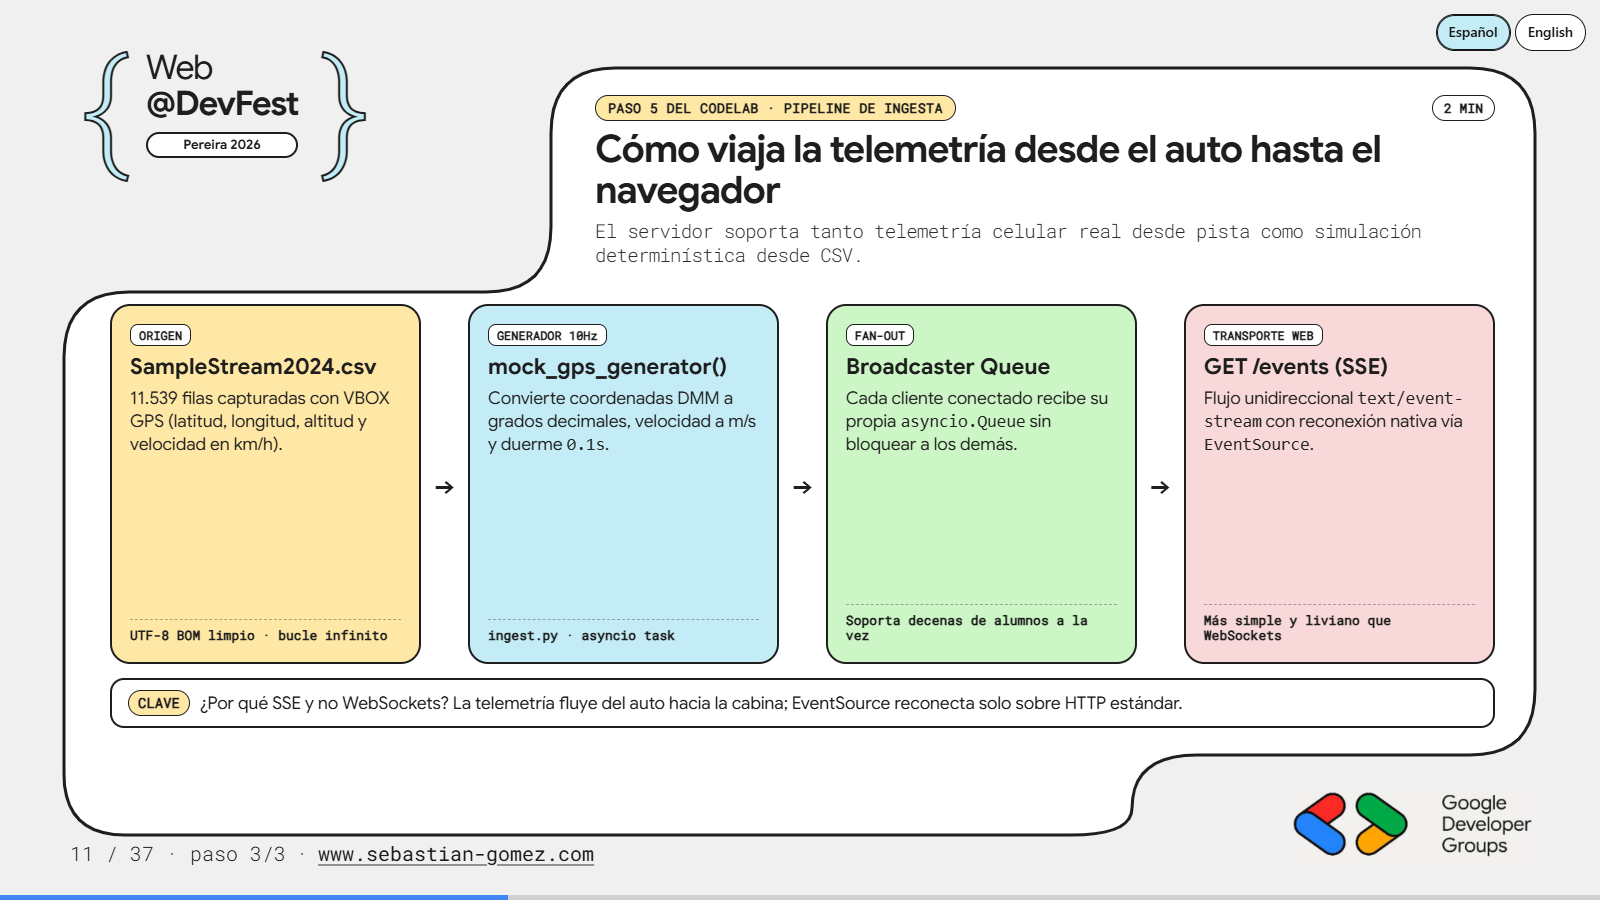 Español
English
Web
@DevFest
Pereira 2026
PASO 5 DEL CODELAB · PIPELINE DE INGESTA
2 MIN
Cómo viaja la telemetría desde el auto hasta el
navegador
El servidor soporta tanto telemetría celular real desde pista como simulación
determinística desde CSV.
ORIGEN
SampleStream2024.csv
11.539 filas capturadas con VBOX
GPS (latitud, longitud, altitud y
velocidad en km/h).
UTF-8 BOM limpio · bucle infinito
→
GENERADOR 10Hz
mock_gps_generator()
Convierte coordenadas DMM a
grados decimales, velocidad a m/s
y duerme 0.1s.
ingest.py · asyncio task
→
FAN-OUT
Broadcaster Queue
Cada cliente conectado recibe su
propia asyncio.Queue sin
bloquear a los demás.
Soporta decenas de alumnos a la
vez
→
TRANSPORTE WEB
GET /events (SSE)
Flujo unidireccional text/event-
stream con reconexión nativa vía
EventSource.
Más simple y liviano que
WebSockets
CLAVE ¿Por qué SSE y no WebSockets? La telemetría fluye del auto hacia la cabina; EventSource reconecta solo sobre HTTP estándar.
11 / 37 · paso 3/3 · www.sebastian-gomez.com
Google
Developer
Groups